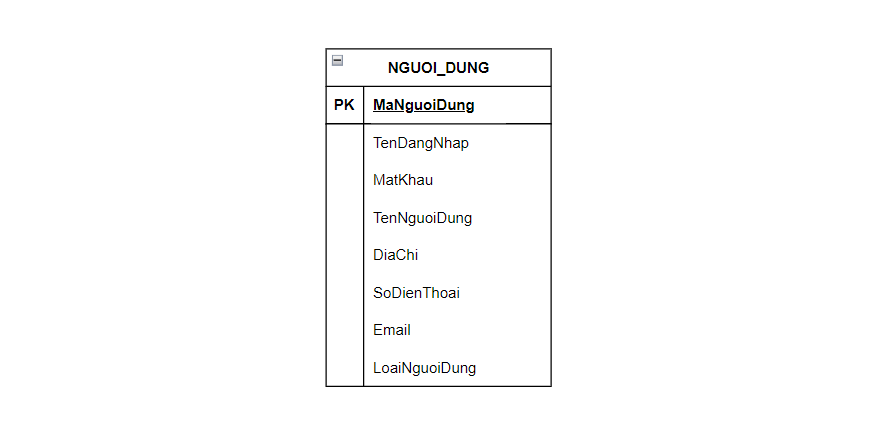 NGUOI_DUNG
PK MaNguoiDung
TenDangNhap
MatKhau
TenNguoiDung
DiaChi
SoDienThoai
Email
LoaiNguoiDung